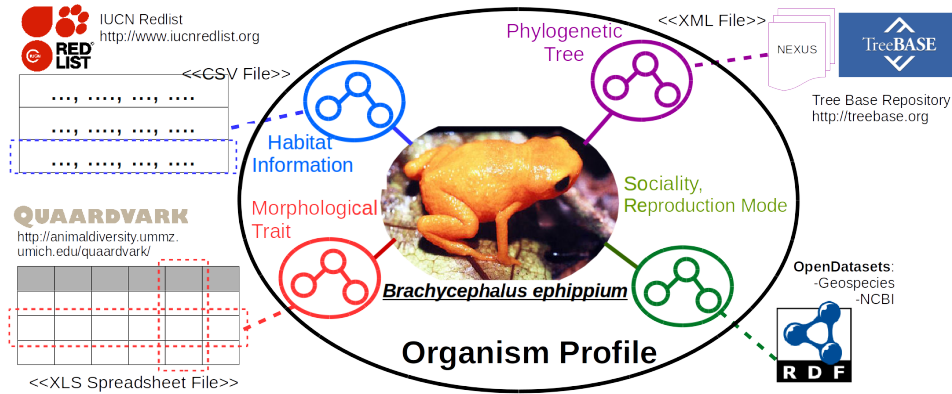 IUCN Redlist
http://www.iucnredlist.org
RED
LIST
IUCN
<<CSV File>>
..., ...., ..., ....
..., ...., ..., ....
..., ...., ..., ....
Habitat
Information
Phylogenetic
Tree
<<XML File>>
NEXUS
TreeBASE
Tree Base Repository
http://treebase.org
QUAARDVARK
http://animaldiversity.ummz.
umich.edu/quaardvark/
<<XLS Spreadsheet File>>
Morphological
Trait
Sociality,
Reproduction Mode
Brachycephalus ephippium
Organism Profile
OpenDatasets:
-Geospecies
-NCBI
RDF